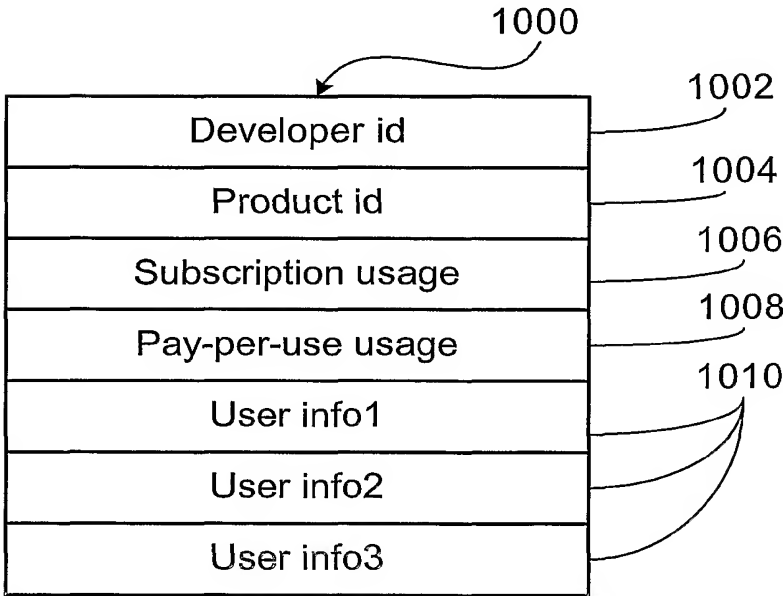 1000
1002
Developer id
1004
Product id
1006
Subscription usage
1008
Pay-per-use usage
1010
User info1
User info2
User info3